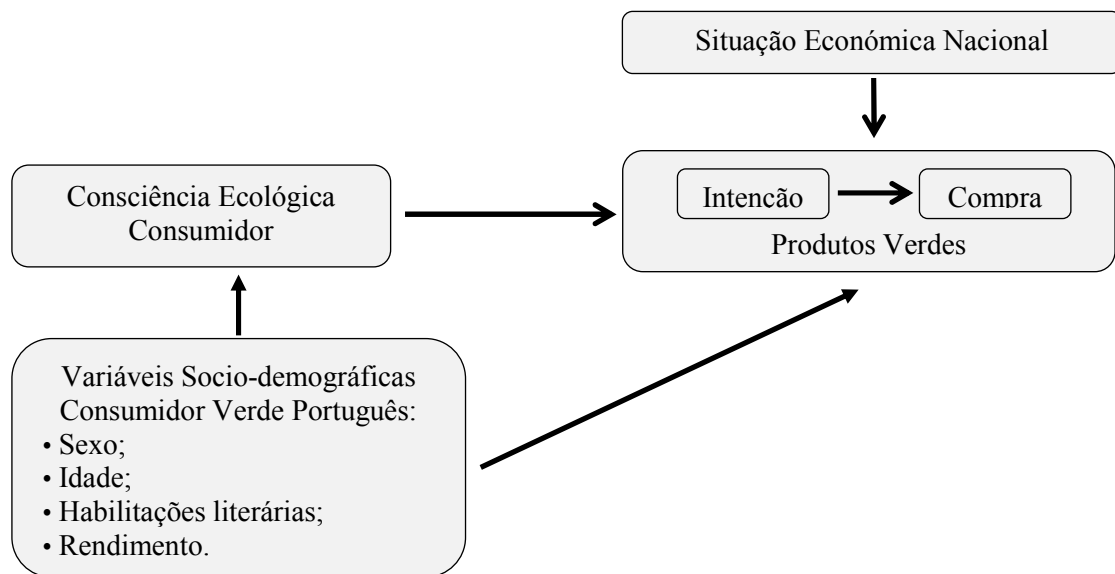 Situação Económica Nacional
Consciência Ecológica
Consumidor
Intenção
Compra
Produtos Verdes
Variáveis Socio-demográficas
Consumidor Verde Português:
• Sexo;
• Idade;
• Habilitações literárias;
• Rendimento.